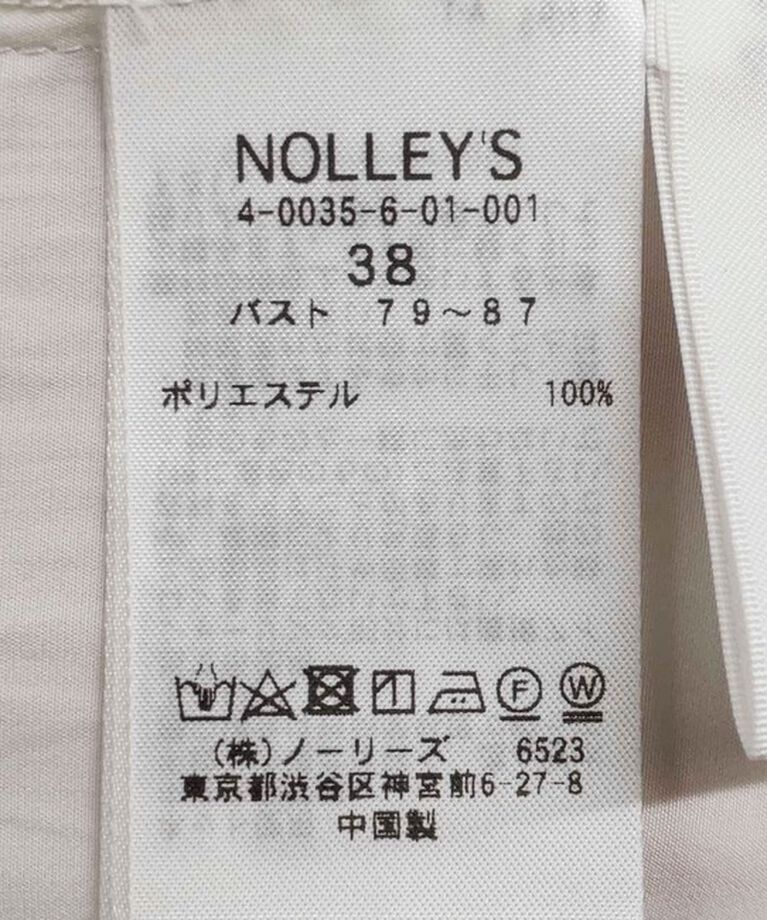 NOLLEY'S
4-0035-6-01-001
38
バスト 79～87
ポリエステル 100%
F W
(株)ノーリーズ 6523
東京都渋谷区神宮前6-27-8
中国製